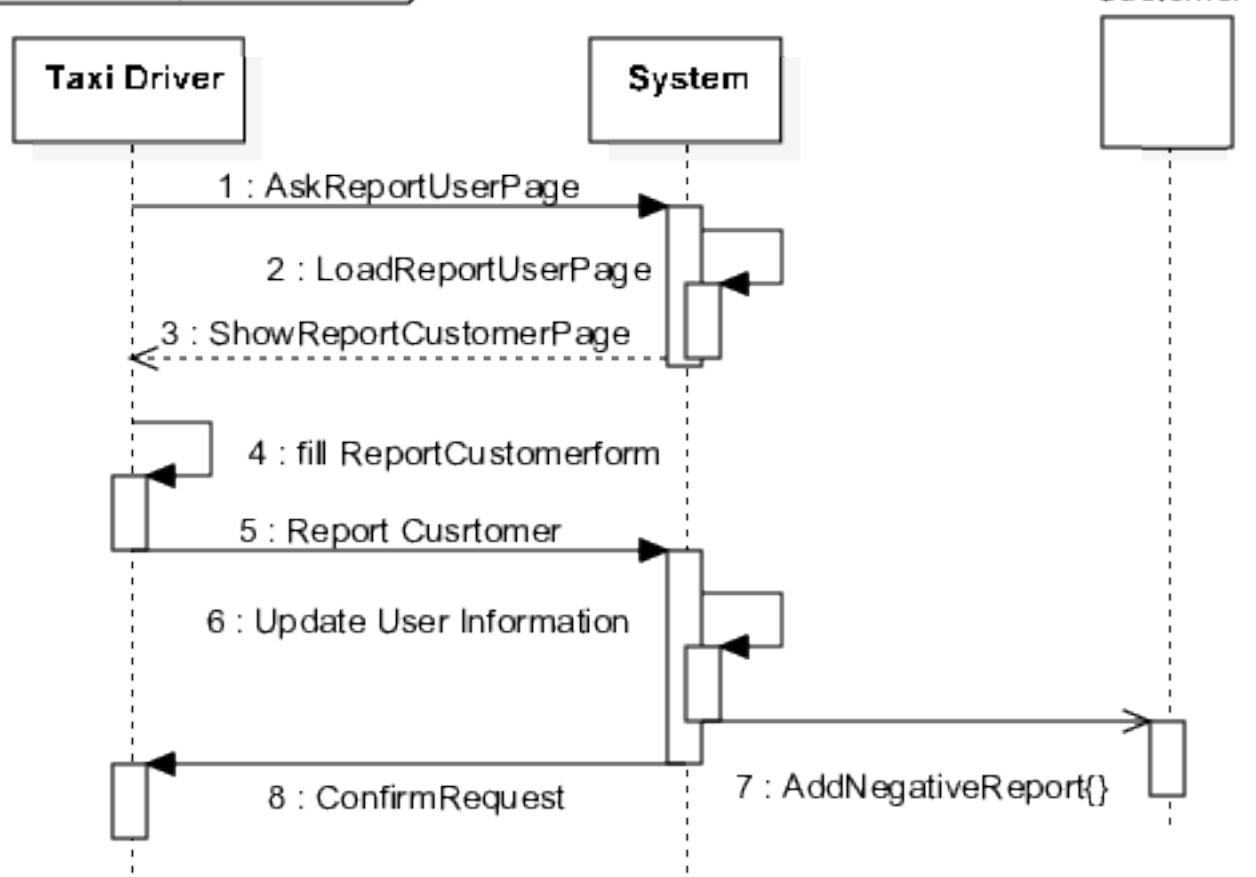 Taxi Driver
System
1 : AskReportUserPage
2 : LoadReportUserPage
3 : ShowReportCustomerPage
4 : fill ReportCustomerform
5 : Report Cusrtomer
6 : Update User Information
7 : AddNegativeReport{}
8 : ConfirmRequest